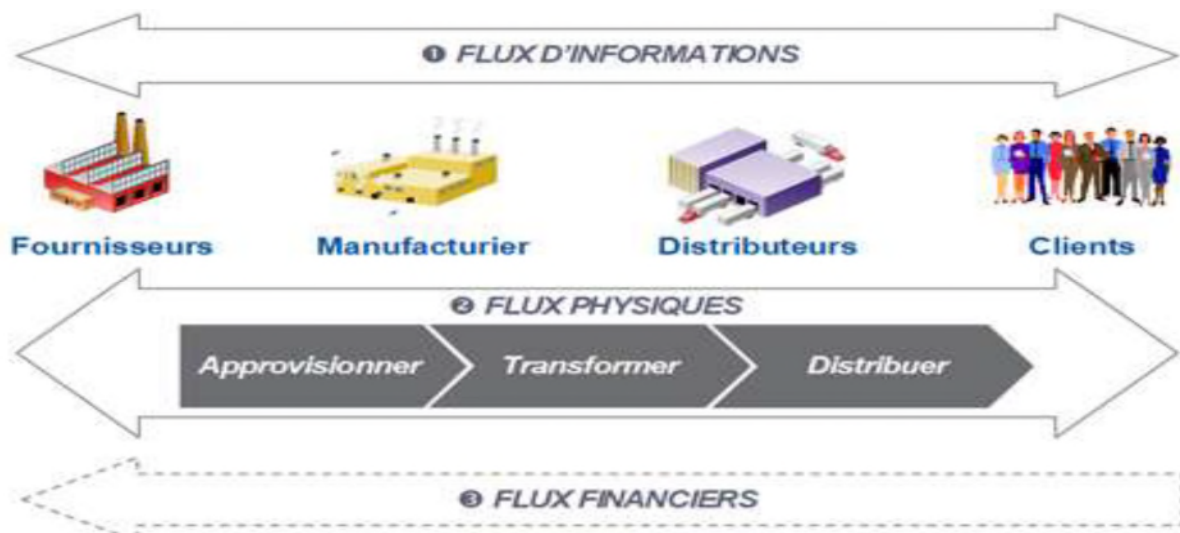 ❶ FLUX D'INFORMATIONS
Fournisseurs Manufacturier Distributeurs Clients
❷ FLUX PHYSIQUES
Approvisionner Transformer Distribuer
❸ FLUX FINANCIERS